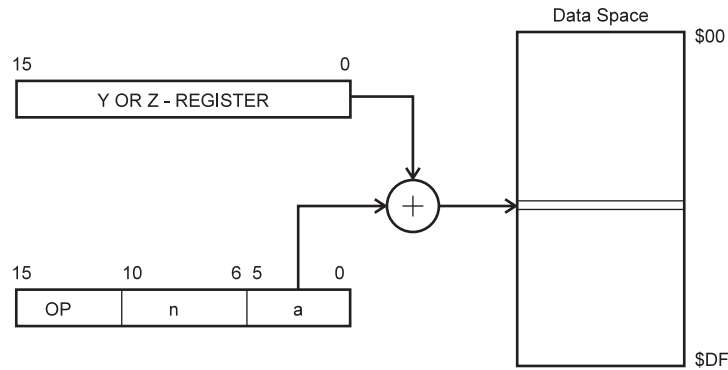 Data Space
$00
15 0
Y OR Z - REGISTER
+
15 10 6 5 0
OP n a
$DF